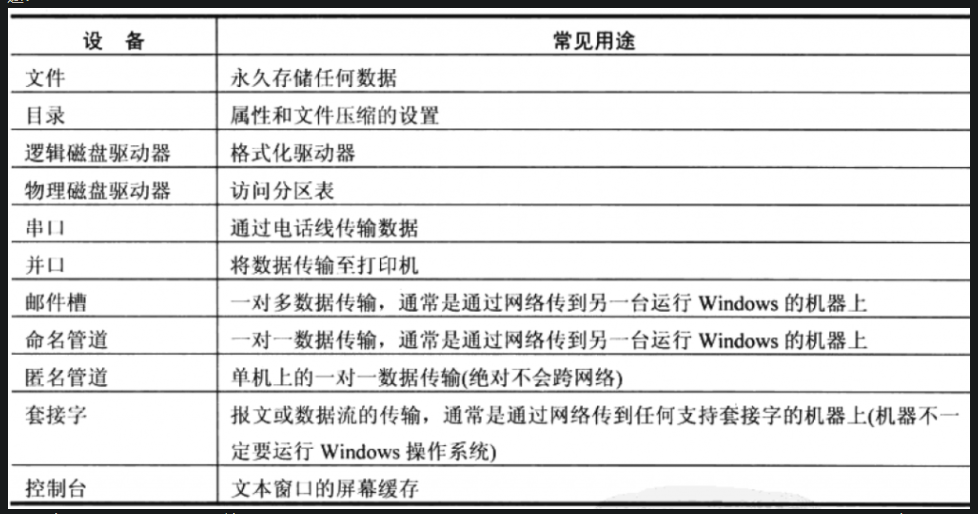 设 备 常见用途
文件 永久存储任何数据
目录 属性和文件压缩的设置
逻辑磁盘驱动器 格式化驱动器
物理磁盘驱动器 访问分区表
串口 通过电话线传输数据
并口 将数据传输至打印机
邮件槽 一对多数据传输，通常是通过网络传到另一台运行 Windows 的机器上
命名管道 一对一数据传输，通常是通过网络传到另一台运行 Windows 的机器上
匿名管道 单机上的一对一数据传输(绝对不会跨网络)
套接字 报文或数据流的传输，通常是通过网络传到任何支持套接字的机器上(机器不一
定要运行 Windows 操作系统)
控制台 文本窗口的屏幕缓存